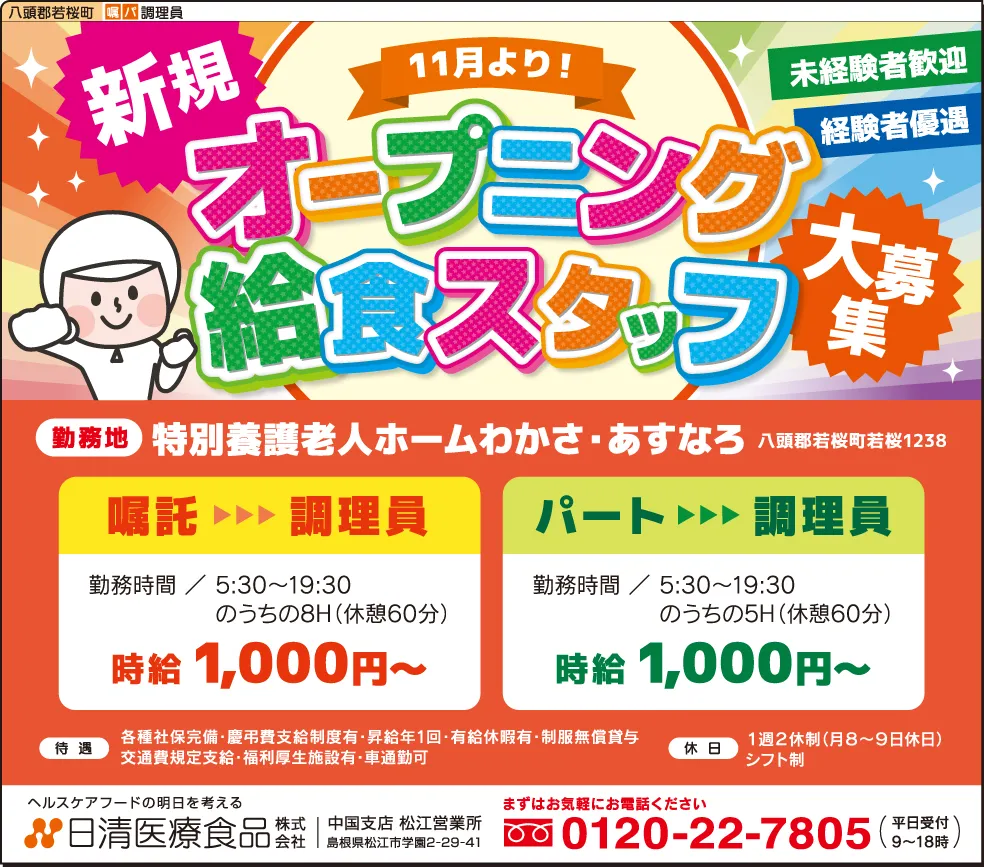 八頭郡若桜町 嘱 パ 調理員
新規
11月より！
未経験者歓迎
経験者優遇
オープニング
給食スタッフ
大募集
勤務地 特別養護老人ホームわかさ・あすなろ 八頭郡若桜町若桜1238
嘱託 調理員
勤務時間 ／ 5:30〜19:30
のうちの8H（休憩60分）
時給 1,000円〜
パート 調理員
勤務時間 ／ 5:30〜19:30
のうちの5H（休憩60分）
時給 1,000円〜
待遇 各種社保完備・慶弔費支給制度有・昇給年1回・有給休暇有・制服無償貸与
交通費規定支給・福利厚生施設有・車通勤可
休日 1週2休制（月8〜9日休日）
シフト制
ヘルスケアフードの明日を考える
日清医療食品 株式会社
中国支店 松江営業所
島根県松江市学園2-29-41
まずはお気軽にお電話ください
0120-22-7805（平日受付 9〜18時）